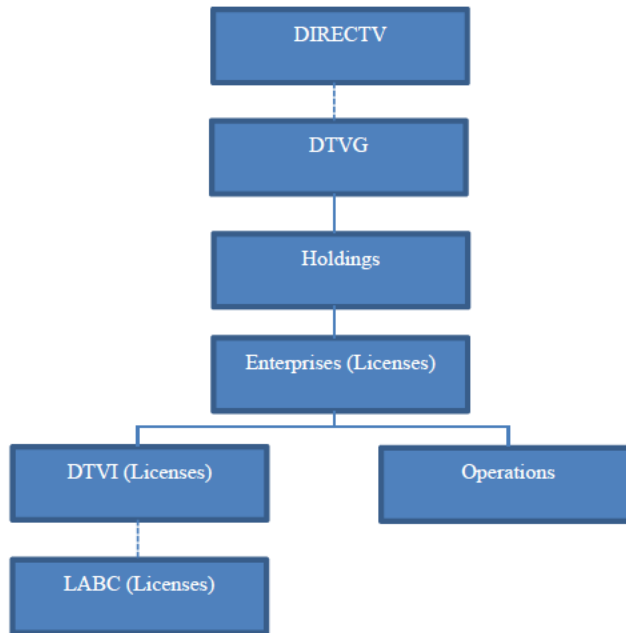 DIRECTV
DTVG
Holdings
Enterprises (Licenses)
DTVI (Licenses)
Operations
LABC (Licenses)